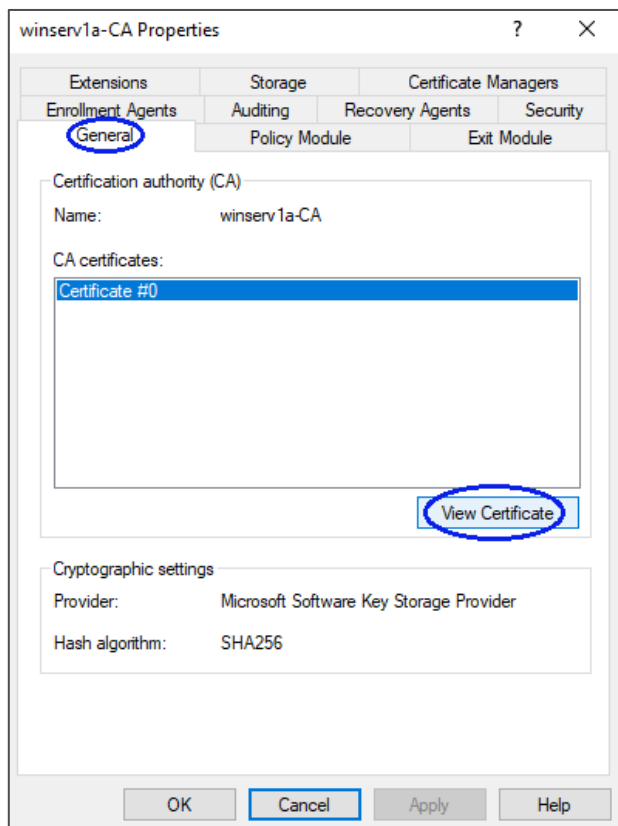 winserv1a-CA Properties ? ×
Extensions Storage Certificate Managers
Enrollment Agents Auditing Recovery Agents Security
General Policy Module Exit Module
Certification authority (CA)
Name: winserv1a-CA
CA certificates:
Certificate #0
View Certificate
Cryptographic settings
Provider: Microsoft Software Key Storage Provider
Hash algorithm: SHA256
OK Cancel Apply Help